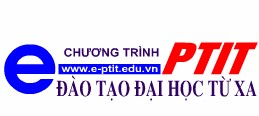 e CHƯƠNG TRÌNH PTIT
www.e-ptit.edu.vn
ĐÀO TẠO ĐẠI HỌC TỪ XA